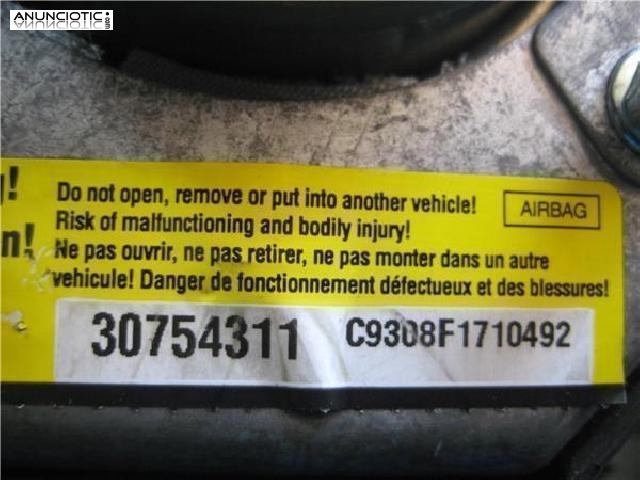 ANUNCIOTIC
.com
!
Do not open, remove or put into another vehicle!
AIRBAG
Risk of malfunctioning and bodily injury!
n!
Ne pas ouvrir, ne pas retirer, ne pas monter dans un autre
vehicule! Danger de fonctionnement défectueux et des blessures!
30754311 C9308F1710492